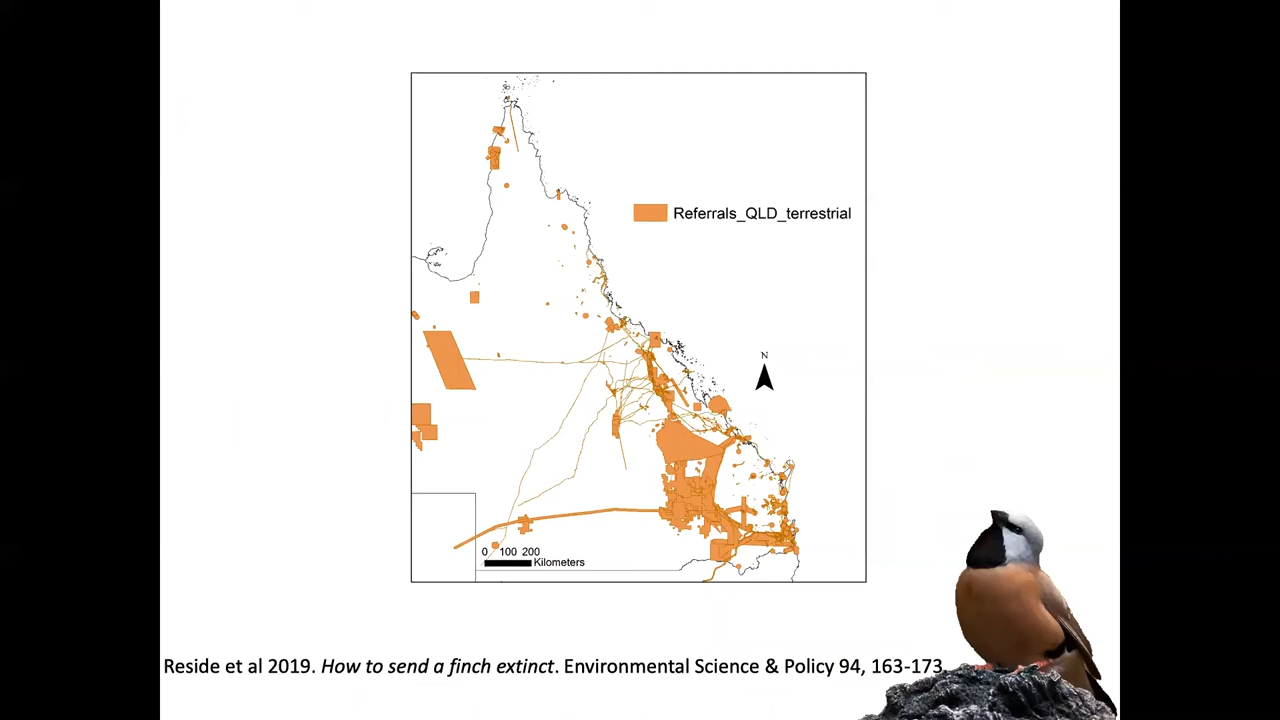 Referrals_QLD_terrestrial
N
0 100 200
Kilometers
Reside et al 2019. How to send a finch extinct. Environmental Science & Policy 94, 163-173.